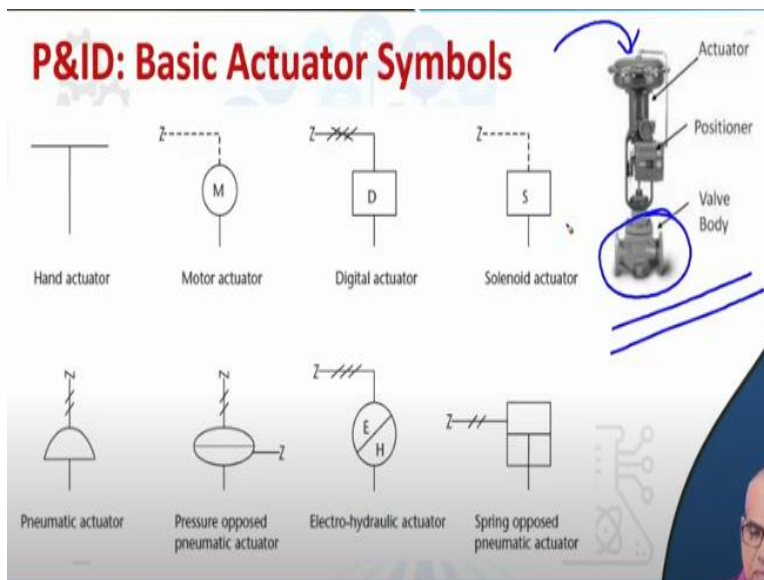 P&ID: Basic Actuator Symbols
Actuator
Positioner
Valve
Body
Z
M
Hand actuator
Motor actuator
Z
D
Digital actuator
Z
S
Solenoid actuator
Z
Pneumatic actuator
Z
Z
Pressure opposed
pneumatic actuator
Z
E
H
Electro-hydraulic actuator
Z
Spring opposed
pneumatic actuator